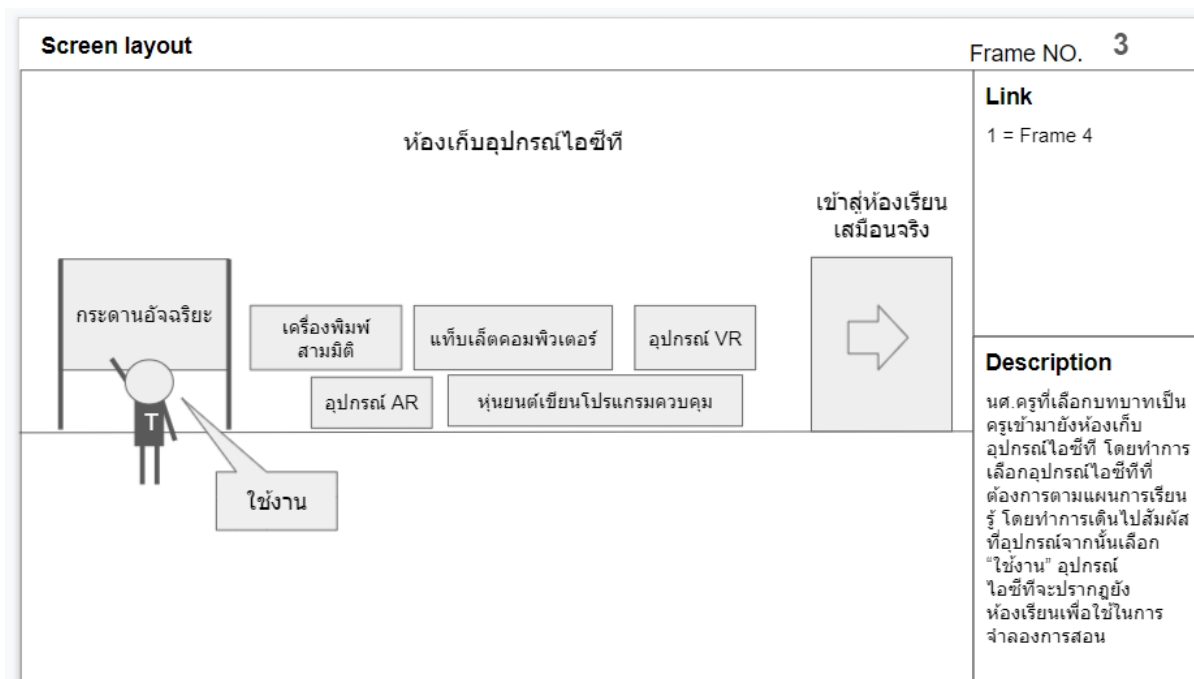 Screen layout
Frame NO. 3
ห้องเก็บอุปกรณ์ไอซีที
เข้าสู่ห้องเรียน
เสมือนจริง
กระดานอัจฉริยะ
เครื่องพิมพ์
สามมิติ
แท็บเล็ตคอมพิวเตอร์
อุปกรณ์ VR
อุปกรณ์ AR
หุ่นยนต์เขียนโปรแกรมควบคุม
T
ใช้งาน
Link
1 = Frame 4
Description
นศ.ครูที่เลือกบทบาทเป็น
ครูเข้ามายังห้องเก็บ
อุปกรณ์ไอซีที โดยทำการ
เลือกอุปกรณ์ไอซีทีที่
ต้องการตามแผนการเรียน
รู้ โดยทำการเดินไปสัมผัส
ที่อุปกรณ์จากนั้นเลือก
“ใช้งาน” อุปกรณ์
ไอซีทีจะปรากฏยัง
ห้องเรียนเพื่อใช้ในการ
จำลองการสอน